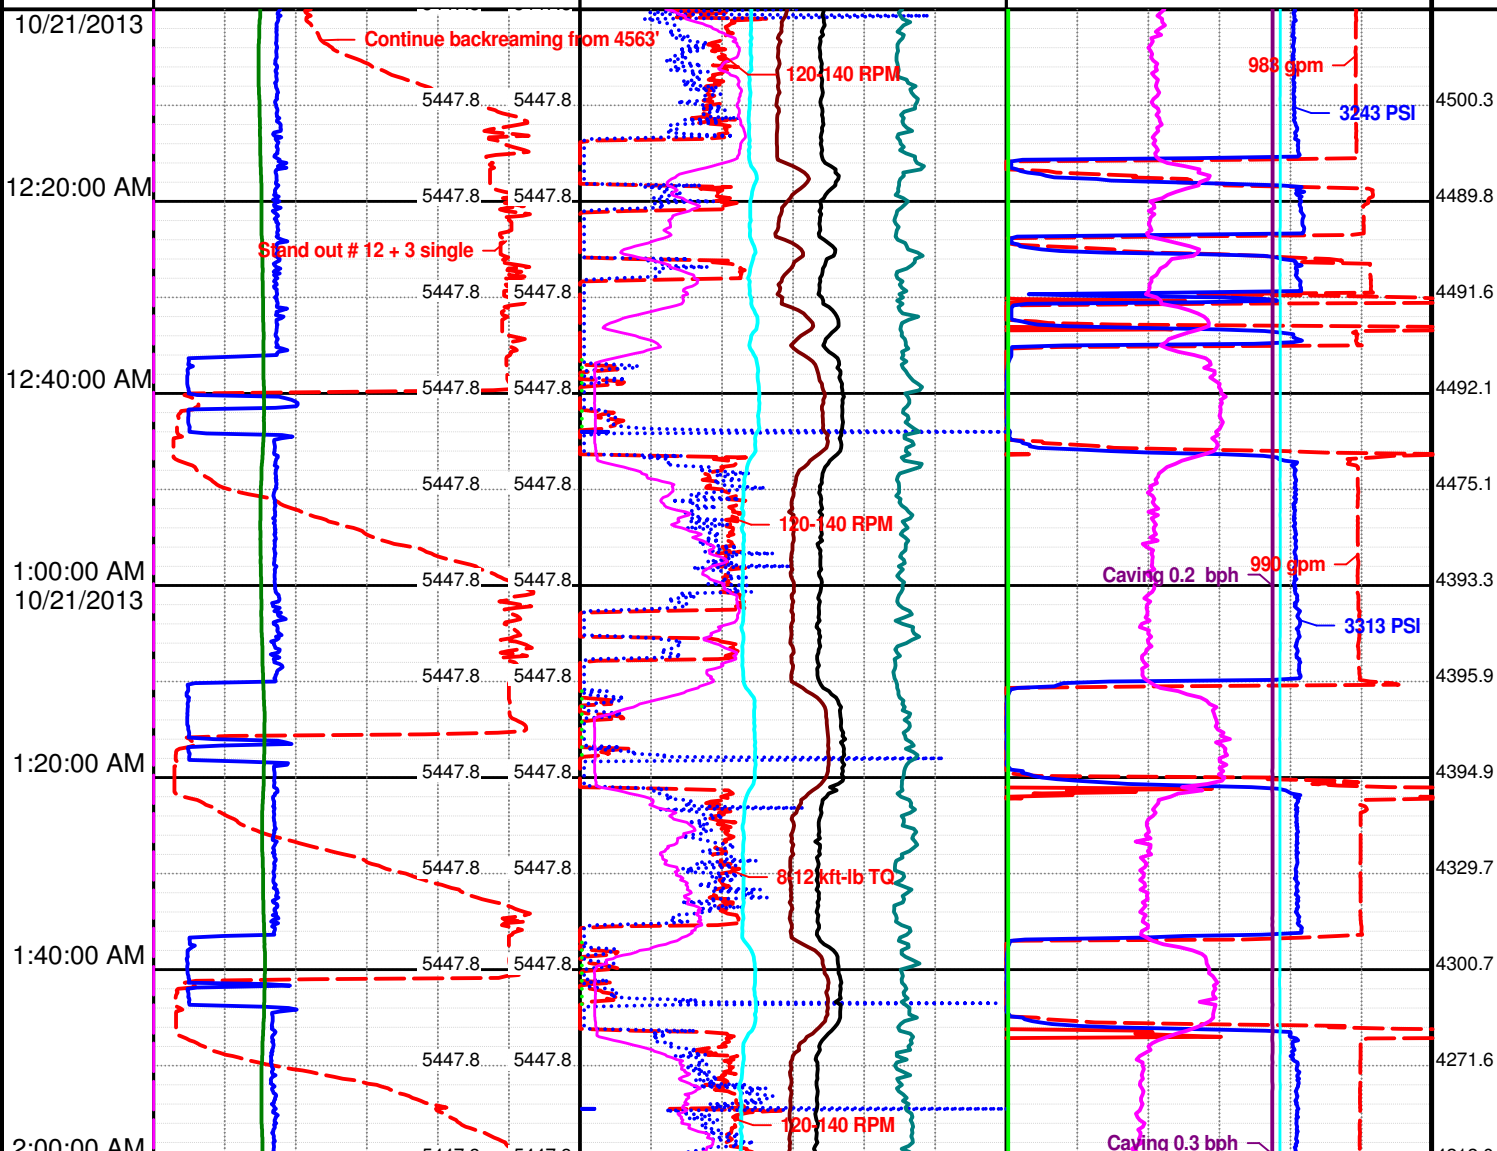 10/21/2013
Continue backreaming from 4563'
120-140 RPM
983 gpm
5447.8 5447.8
4500.3
3243 PSI
12:20:00 AM
5447.8 5447.8
4489.8
Stand out # 12 + 3 single
5447.8 5447.8
4491.6
12:40:00 AM
5447.8 5447.8
4492.1
5447.8 5447.8
4475.1
120-140 RPM
990 gpm
1:00:00 AM
Caving 0.2 bph
5447.8 5447.8
4393.3
10/21/2013
3313 PSI
5447.8 5447.8
4395.9
1:20:00 AM
5447.8 5447.8
4394.9
5447.8 5447.8
4329.7
8-12 kft-lb TQ
1:40:00 AM
5447.8 5447.8
4300.7
5447.8 5447.8
4271.6
120-140 RPM
2:00:00 AM
Caving 0.3 bph